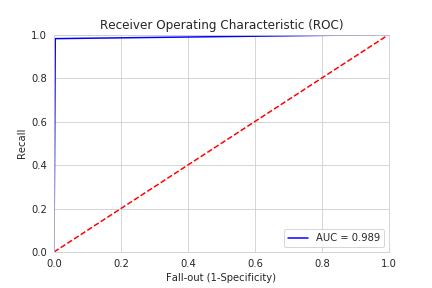 Receiver Operating Characteristic (ROC)
1.0
0.8
0.6
0.4
0.2
0.0
Recall
AUC = 0.989
0.0 0.2 0.4 0.6 0.8 1.0
Fall-out (1-Specificity)